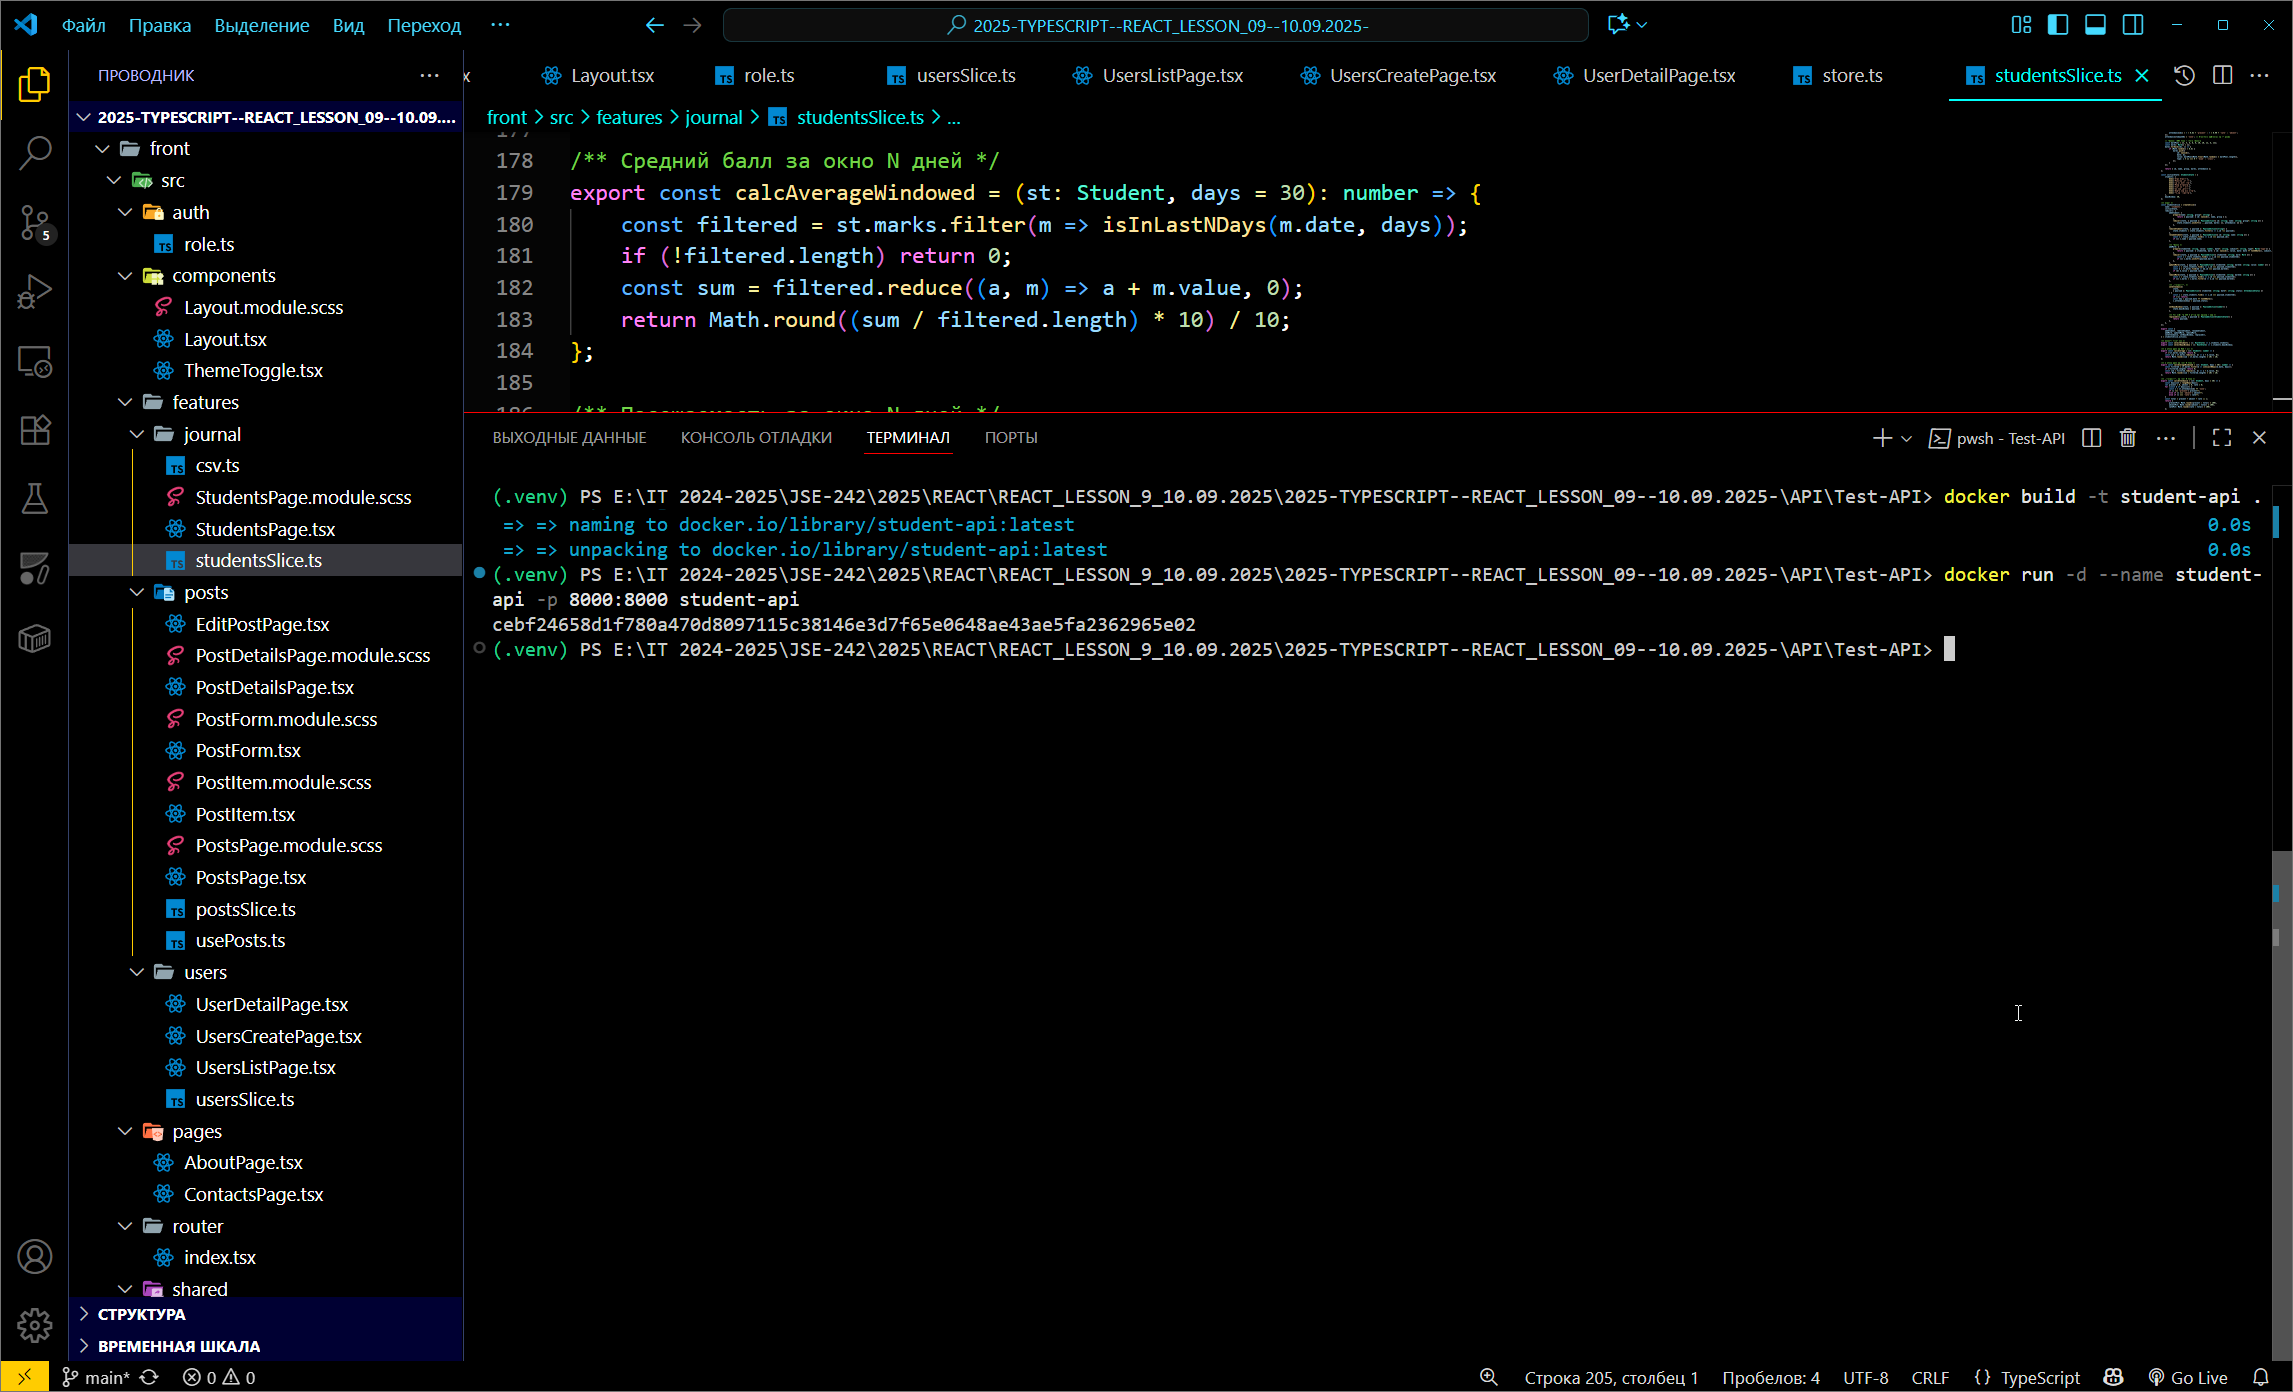 Файл Правка Выделение Вид Переход ···
2025-TYPESCRIPT--REACT_LESSON_09--10.09.2025-
ПРОВОДНИК
2025-TYPESCRIPT--REACT_LESSON_09--10.09....
front
src
auth
role.ts
components
Layout.module.scss
Layout.tsx
ThemeToggle.tsx
features
journal
csv.ts
StudentsPage.module.scss
StudentsPage.tsx
studentsSlice.ts
posts
EditPostPage.tsx
PostDetailsPage.module.scss
PostDetailsPage.tsx
PostForm.module.scss
PostForm.tsx
PostItem.module.scss
PostItem.tsx
PostsPage.module.scss
PostsPage.tsx
postsSlice.ts
usePosts.ts
users
UserDetailPage.tsx
UsersCreatePage.tsx
UsersListPage.tsx
usersSlice.ts
pages
AboutPage.tsx
ContactsPage.tsx
router
index.tsx
shared
СТРУКТУРА
ВРЕМЕННАЯ ШКАЛА
5
x Layout.tsx role.ts usersSlice.ts UsersListPage.tsx UsersCreatePage.tsx UserDetailPage.tsx store.ts studentsSlice.ts
front > src > features > journal > studentsSlice.ts > ...
177
178 /** Средний балл за окно N дней */
179 export const calcAverageWindowed = (st: Student, days = 30): number => {
180 const filtered = st.marks.filter(m => isInLastNDays(m.date, days));
181 if (!filtered.length) return 0;
182 const sum = filtered.reduce((a, m) => a + m.value, 0);
183 return Math.round((sum / filtered.length) * 10) / 10;
184 };
185
186 /** Посещаемость за окно N дней */
ВЫХОДНЫЕ ДАННЫЕ КОНСОЛЬ ОТЛАДКИ ТЕРМИНАЛ ПОРТЫ
pwsh - Test-API
(.venv) PS E:\IT 2024-2025\JSE-242\2025\REACT\REACT_LESSON_9_10.09.2025\2025-TYPESCRIPT--REACT_LESSON_09--10.09.2025-\API\Test-API> docker build -t student-api .
=> => naming to docker.io/library/student-api:latest 0.0s
=> => unpacking to docker.io/library/student-api:latest 0.0s
(.venv) PS E:\IT 2024-2025\JSE-242\2025\REACT\REACT_LESSON_9_10.09.2025\2025-TYPESCRIPT--REACT_LESSON_09--10.09.2025-\API\Test-API> docker run -d --name student-
api -p 8000:8000 student-api
cebf24658d1f780a470d8097115c38146e3d7f65e0648ae43ae5fa2362965e02
(.venv) PS E:\IT 2024-2025\JSE-242\2025\REACT\REACT_LESSON_9_10.09.2025\2025-TYPESCRIPT--REACT_LESSON_09--10.09.2025-\API\Test-API>
main* 0 0 Строка 205, столбец 1 Пробелов: 4 UTF-8 CRLF {} TypeScript Go Live